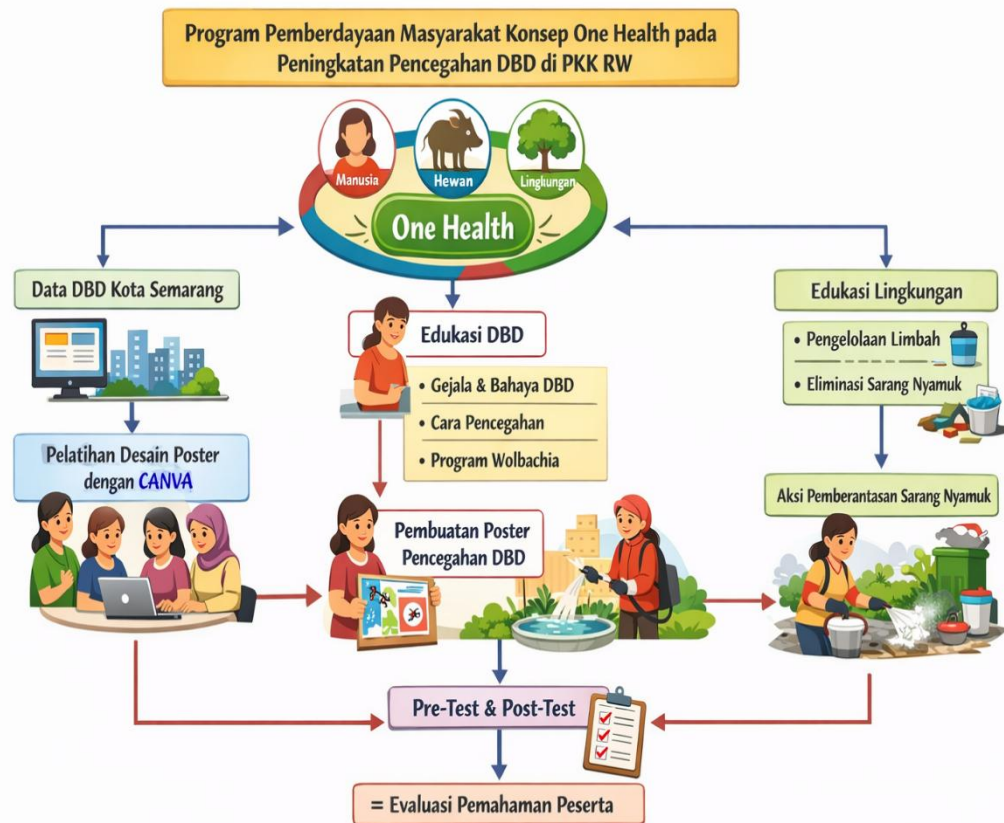 Program Pemberdayaan Masyarakat Konsep One Health pada
Peningkatan Pencegahan DBD di PKK RW
Manusia
Hewan
Lingkungan
One Health
Data DBD Kota Semarang
Edukasi DBD
• Gejala & Bahaya DBD
• Cara Pencegahan
• Program Wolbachia
Edukasi Lingkungan
• Pengelolaan Limbah
• Eliminasi Sarang Nyamuk
Pelatihan Desain Poster
dengan CANVA
Pembuatan Poster
Pencegahan DBD
Aksi Pemberantasan Sarang Nyamuk
Pre-Test & Post-Test
= Evaluasi Pemahaman Peserta